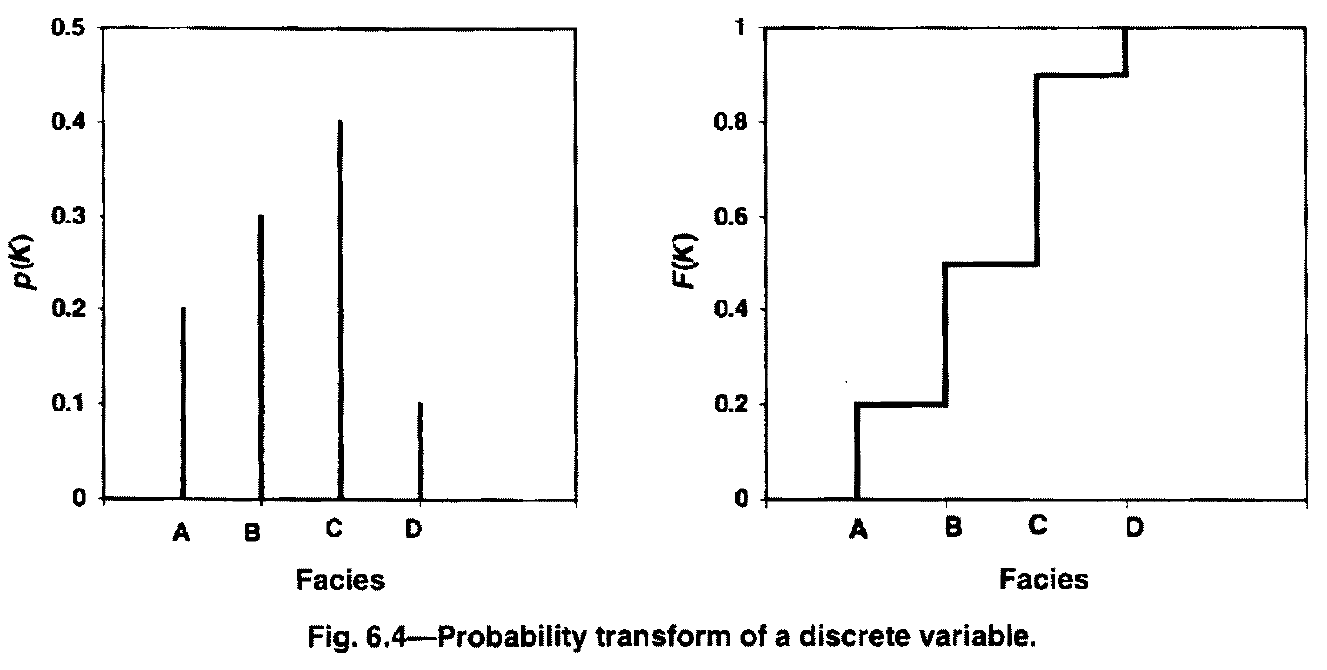 0.5
0.4
0.3
0.2
0.1
0
p(K)
A B C D
Facies
1
0.8
0.6
0.4
0.2
0
F(K)
A B C D
Facies
Fig. 6.4—Probability transform of a discrete variable.